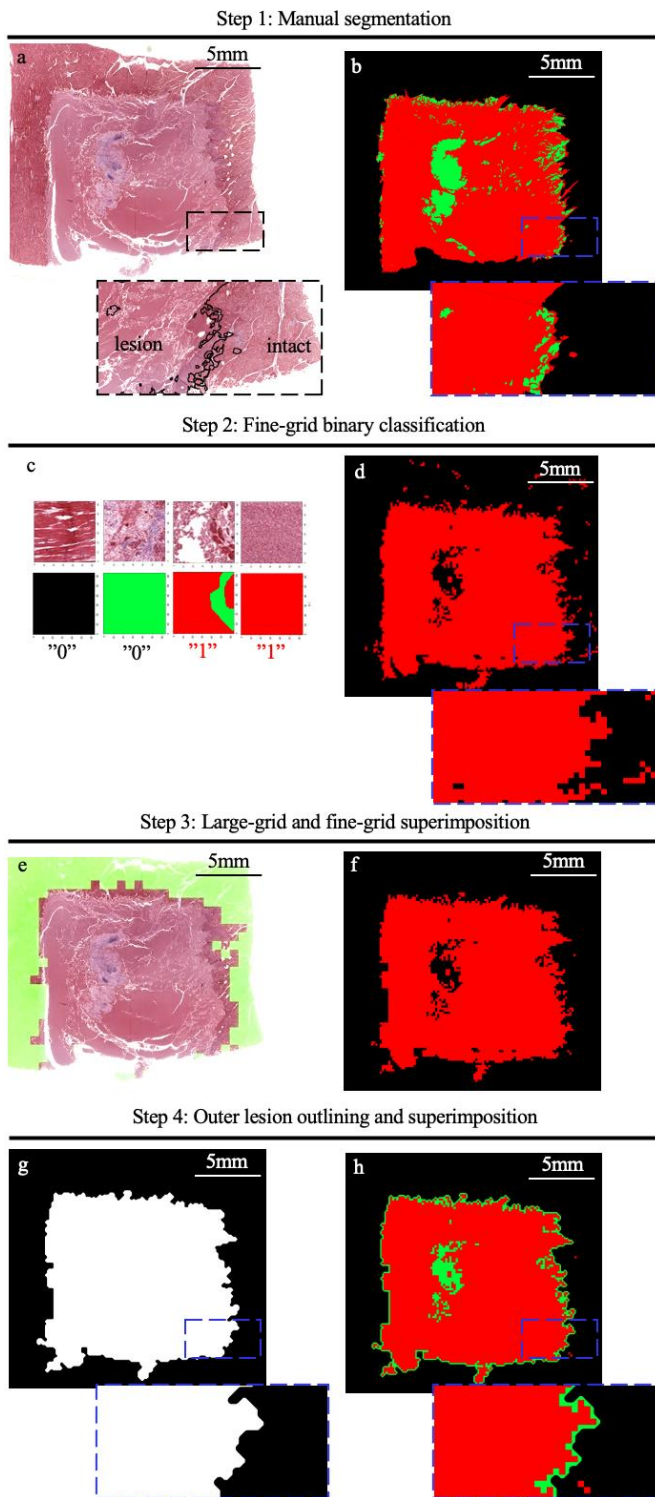 Step 1: Manual segmentation
a
5mm
b
5mm
lesion
intact
Step 2: Fine-grid binary classification
c
d
5mm
”0”
”0”
”1”
”1”
Step 3: Large-grid and fine-grid superimposition
e
5mm
f
5mm
Step 4: Outer lesion outlining and superimposition
g
5mm
h
5mm